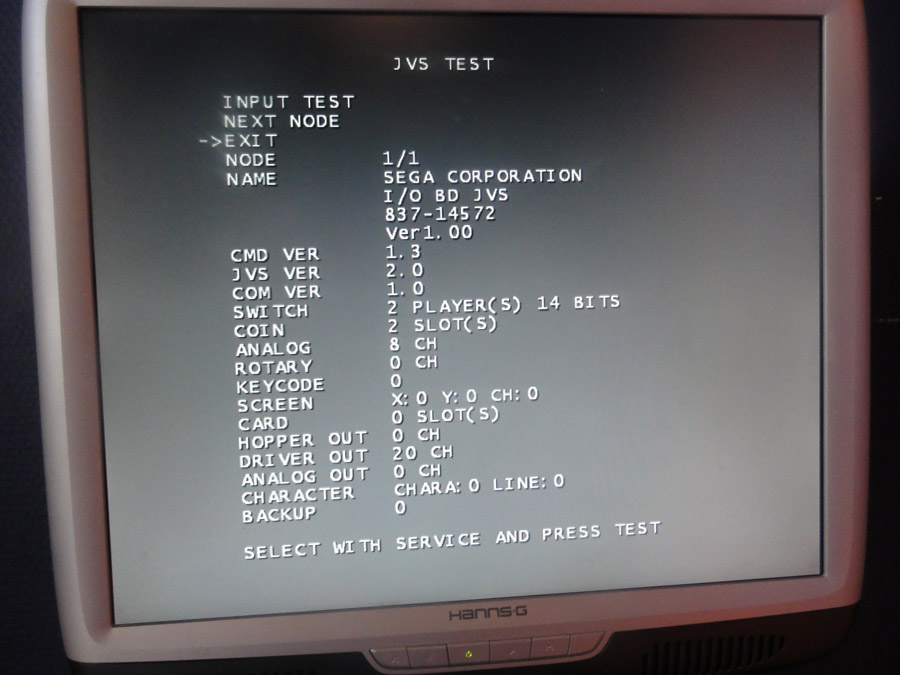 JVS TEST
INPUT TEST
NEXT NODE
->EXIT
NODE 1/1
NAME SEGA CORPORATION
I/O BD JVS
837-14572
Ver1.00
CMD VER 1.3
JVS VER 2.0
COM VER 1.0
SWITCH 2 PLAYER(S) 14 BITS
COIN 2 SLOT(S)
ANALOG 8 CH
ROTARY 0 CH
KEYCODE 0
SCREEN X:0 Y:0 CH:0
CARD 0 SLOT(S)
HOPPER OUT 0 CH
DRIVER OUT 20 CH
ANALOG OUT 0 CH
CHARACTER CHARA:0 LINE:0
BACKUP 0
SELECT WITH SERVICE AND PRESS TEST
HANNS·G